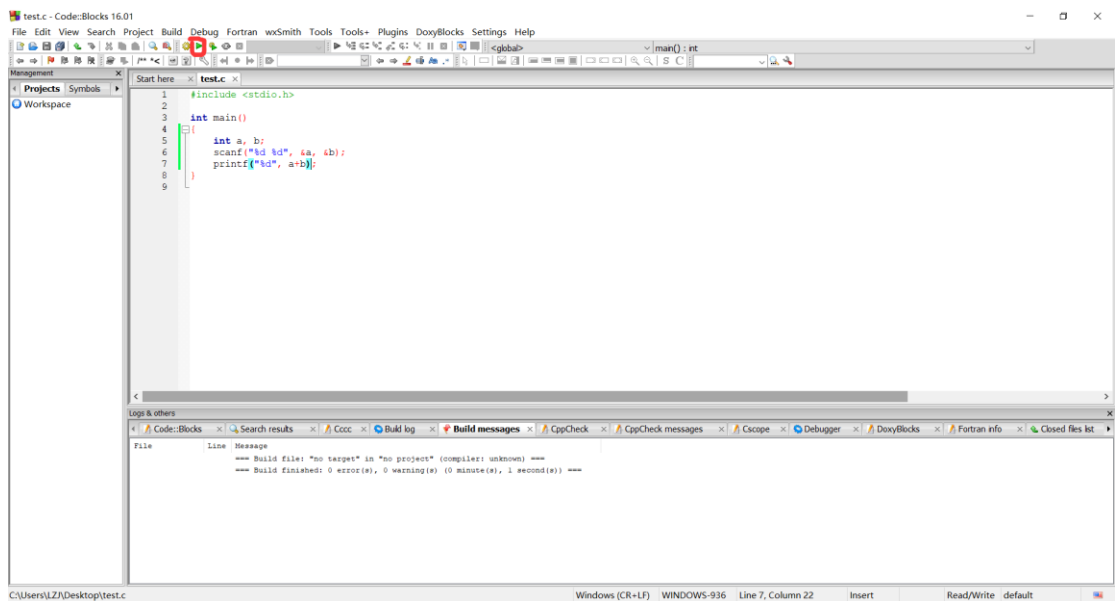 test.c - Code::Blocks 16.01
File Edit View Search Project Build Debug Fortran wxSmith Tools Tools+ Plugins DoxyBlocks Settings Help
<global> main() : int
/** *< S C
Management
Projects Symbols
Workspace
Start here test.c
1 #include <stdio.h>
2
3 int main()
4 {
5 int a, b;
6 scanf("%d %d", &a, &b);
7 printf("%d", a+b);
8 }
9
Logs & others
Code::Blocks Search results Cccc Build log Build messages CppCheck CppCheck messages Cscope Debugger DoxyBlocks Fortran info Closed files list
File Line Message
=== Build file: "no target" in "no project" (compiler: unknown) ===
=== Build finished: 0 error(s), 0 warning(s) (0 minute(s), 1 second(s)) ===
C:\Users\LZJ\Desktop\test.c Windows (CR+LF) WINDOWS-936 Line 7, Column 22 Insert Read/Write default